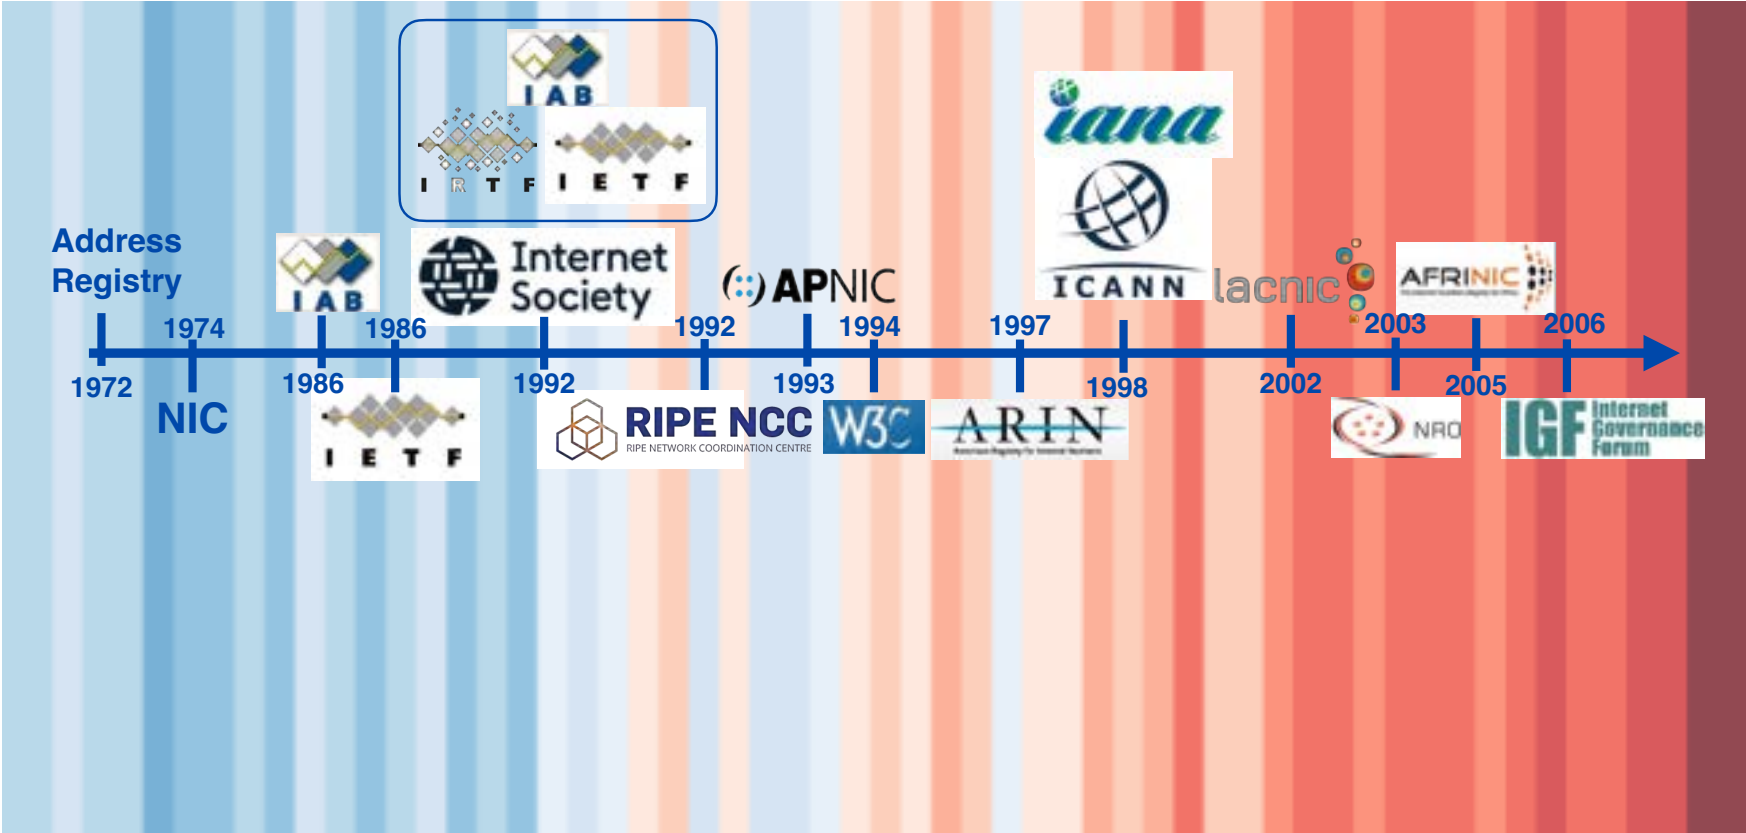 IAB
IRTF
IETF
iana
ICANN
Address
Registry
IAB
Internet
Society
APNIC
lacnic
AFRINIC
1974
1986
1992
1994
1997
2003
2006
1972
1986
1992
1993
1998
2002
2005
NIC
IETF
RIPE NCC
RIPE NETWORK COORDINATION CENTRE
W3C
ARIN
NRO
IGF
Internet
Governance
Forum